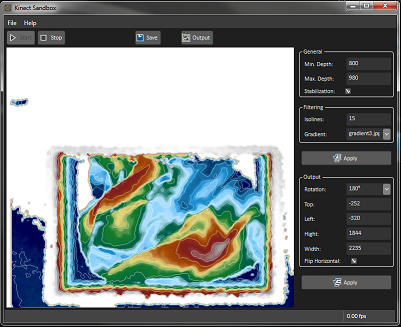 Kinect Sandbox
File Help
Start Stop Save Output
General
Min. Depth: 800
Max. Depth: 980
Stabilization:
Filtering
Isolines: 15
Gradient: gradient3.jpg
Apply
Output
Rotation: 180°
Top: -252
Left: -320
Hight: 1844
Width: 2235
Flip Horizontal:
Apply
0.00 fps